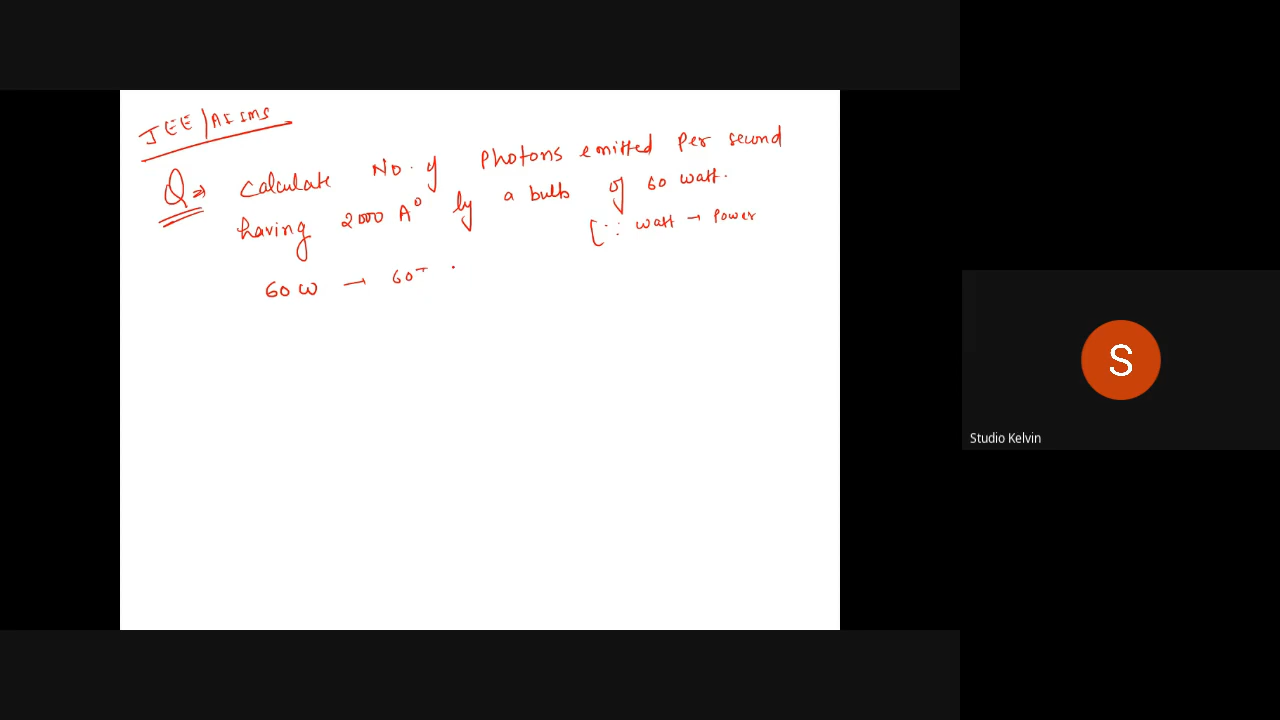 JEE/AIIMS
Q⇒ Calculate No. of Photons emitted Per second
having 2000 A° by a bulb of 60 watt.
[∵ watt → Power
60 W → 60J
S
Studio Kelvin